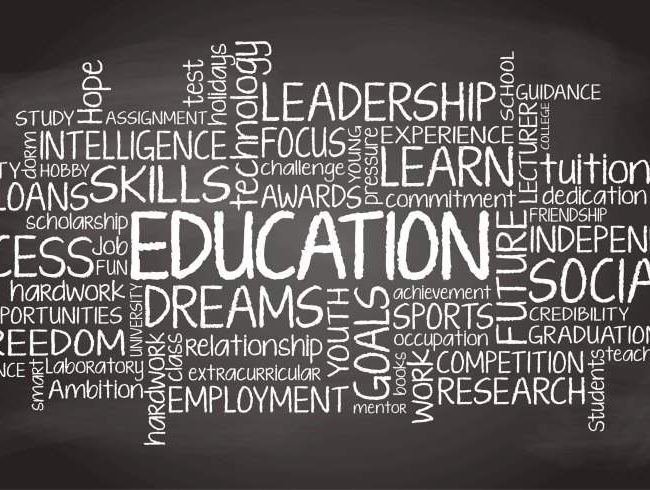 Hope
test
holidays
technology
LEADERSHIP
SCHOOL
GUIDANCE
STUDY
ASSIGNMENT
dorm
INTELLIGENCE
FOCUS
YOUNG
pressure
EXPERIENCE
LECTURER
COLLEGE
TY
HOBBY
challenge
LEARN
tuition
LOANS
SKILLS
AWARDS
commitment
dedication
scholarship
EDUCATION
FUTURE
FRIENDSHIP
CESS
Job
FUN
INDEPEN
SOCIA
hardwork
UNIVERSITY
DREAMS
YOUTH
GOALS
achievement
PORTUNITIES
SPORTS
CREDIBILITY
REEDOM
hardwork
class
relationship
occupation
GRADUATION
NCE
smart
Laboratory
extracurricular
books
WORK
COMPETITION
students
teach
Ambition
EMPLOYMENT
mentor
RESEARCH